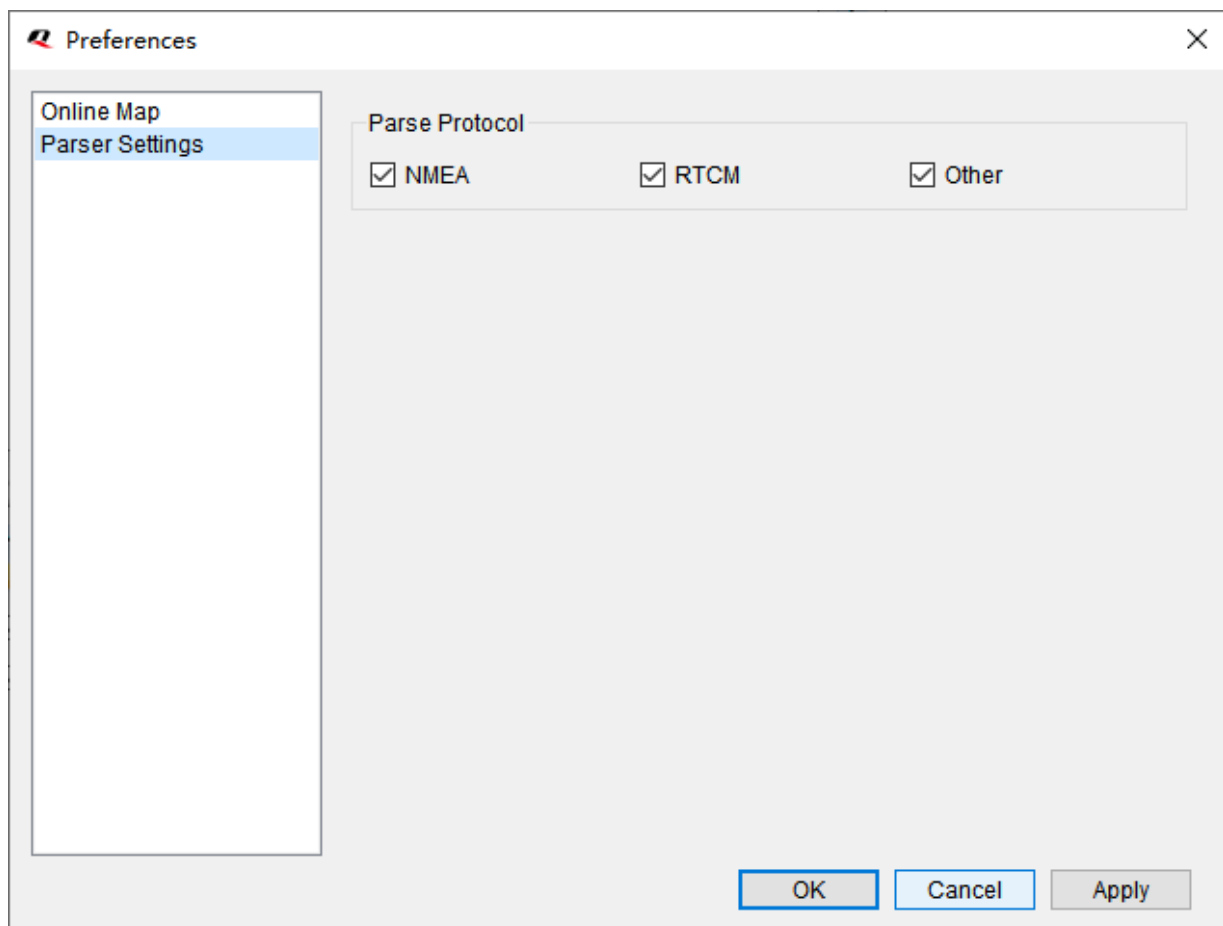 Preferences
Online Map
Parser Settings
Parse Protocol
NMEA RTCM Other
OK Cancel Apply